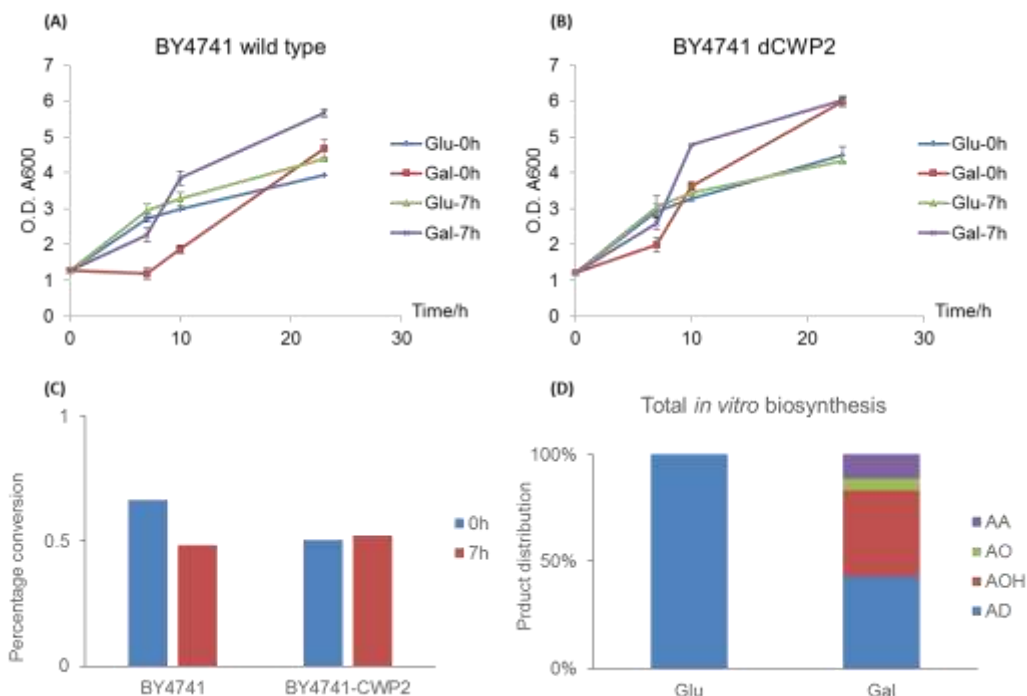 (A)
BY4741 wild type
7
6
5
4
3
2
1
0
O.D. A600
0
10
20
30
Time/h
Glu-0h
Gal-0h
Glu-7h
Gal-7h
(B)
BY4741 dCWP2
7
6
5
4
3
2
1
0
O.D. A600
0
10
20
30
Time/h
Glu-0h
Gal-0h
Glu-7h
Gal-7h
(C)
1
0.5
0
Percentage conversion
BY4741
BY4741-CWP2
0h
7h
(D)
Total in vitro biosynthesis
100%
50%
0%
Prduct distribution
Glu
Gal
AA
AO
AOH
AD